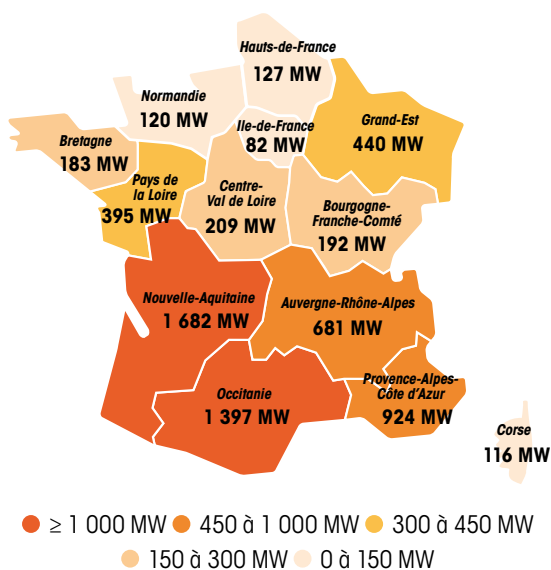 Hauts-de-France
127 MW
Normandie
120 MW
Ile-de-France
82 MW
Grand-Est
440 MW
Bretagne
183 MW
Pays de
la Loire
395 MW
Centre-
Val de Loire
209 MW
Bourgogne-
Franche-Comté
192 MW
Nouvelle-Aquitaine
1 682 MW
Auvergne-Rhône-Alpes
681 MW
Occitanie
1 397 MW
Provence-Alpes-
Côte d'Azur
924 MW
Corse
116 MW
≥ 1 000 MW 450 à 1 000 MW 300 à 450 MW
150 à 300 MW 0 à 150 MW